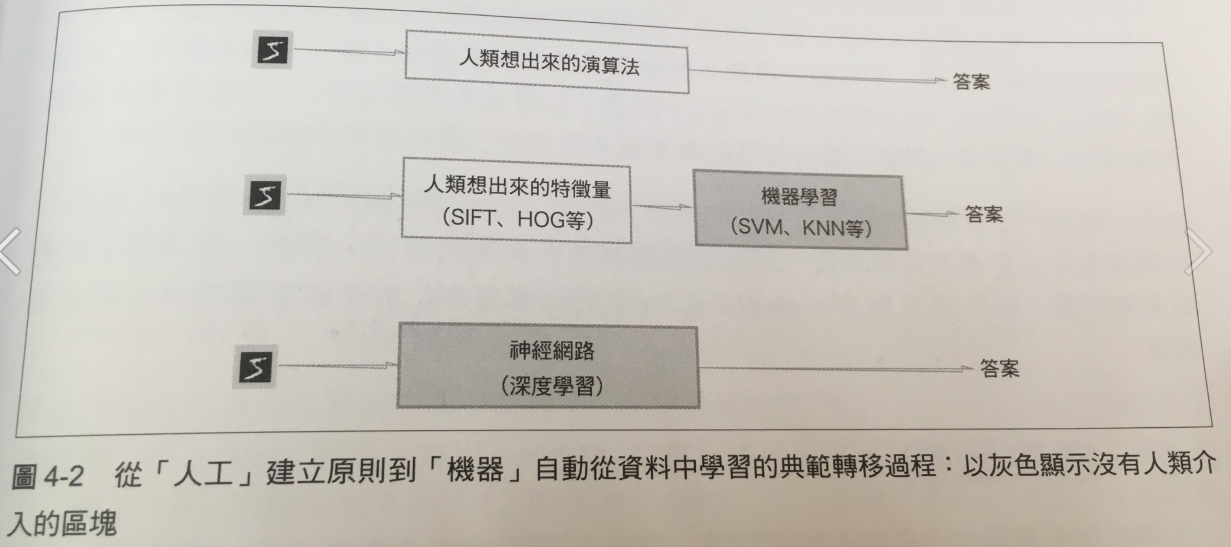 5
人類想出來的演算法
答案
5
人類想出來的特徵量
（SIFT、HOG等）
機器學習
（SVM、KNN等）
答案
5
神經網路
（深度學習）
答案
圖 4-2　從「人工」建立原則到「機器」自動從資料中學習的典範轉移過程：以灰色顯示沒有人類介
入的區塊